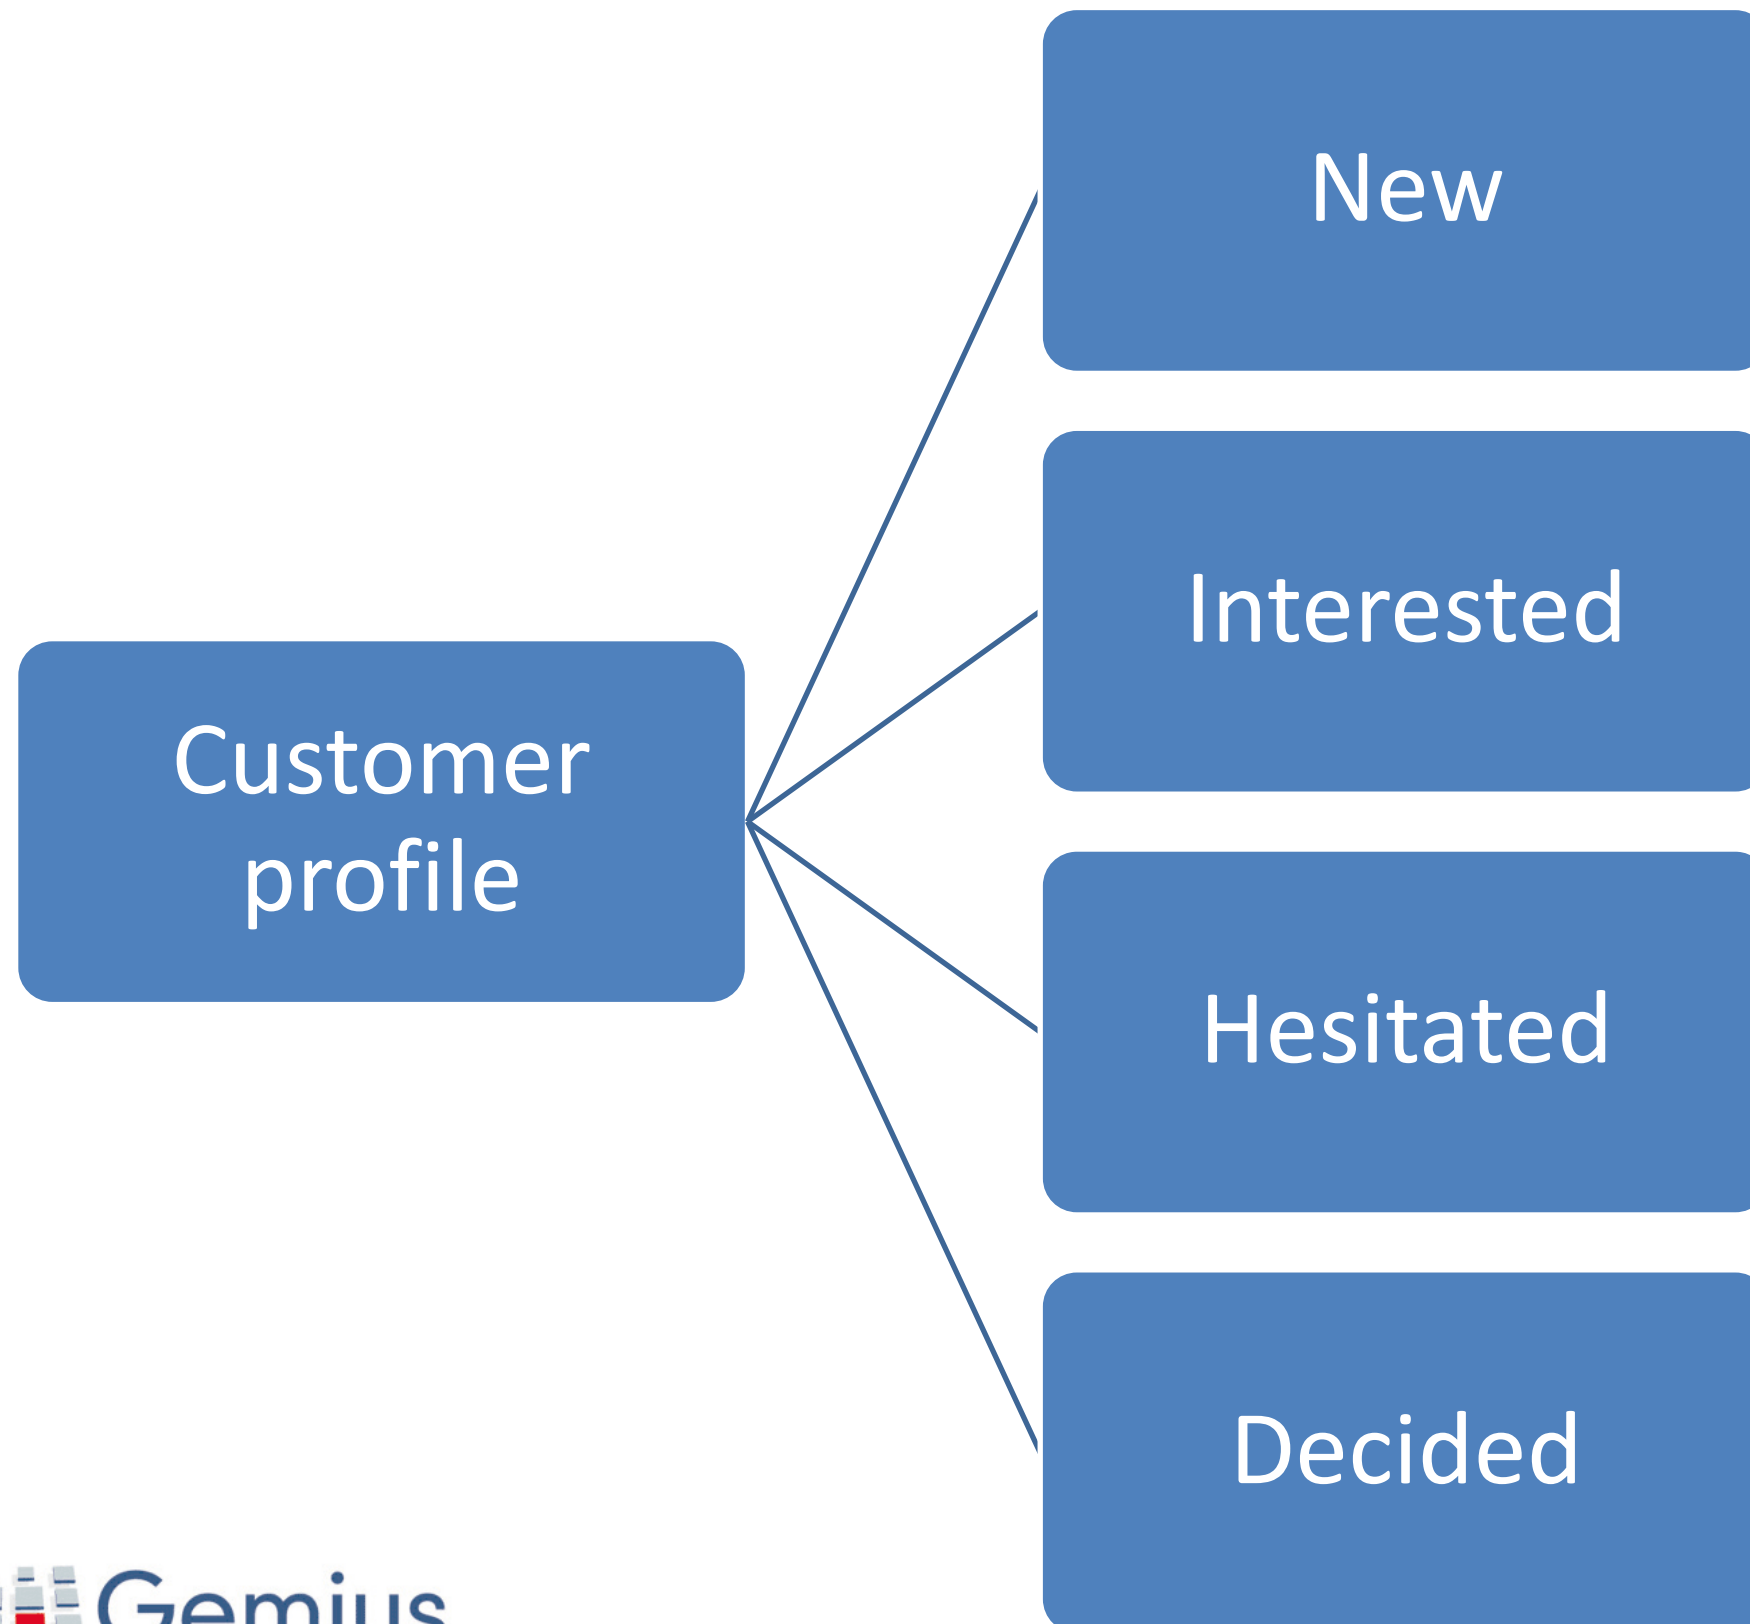 New
Interested
Customer
profile
Hesitated
Decided
Gemius